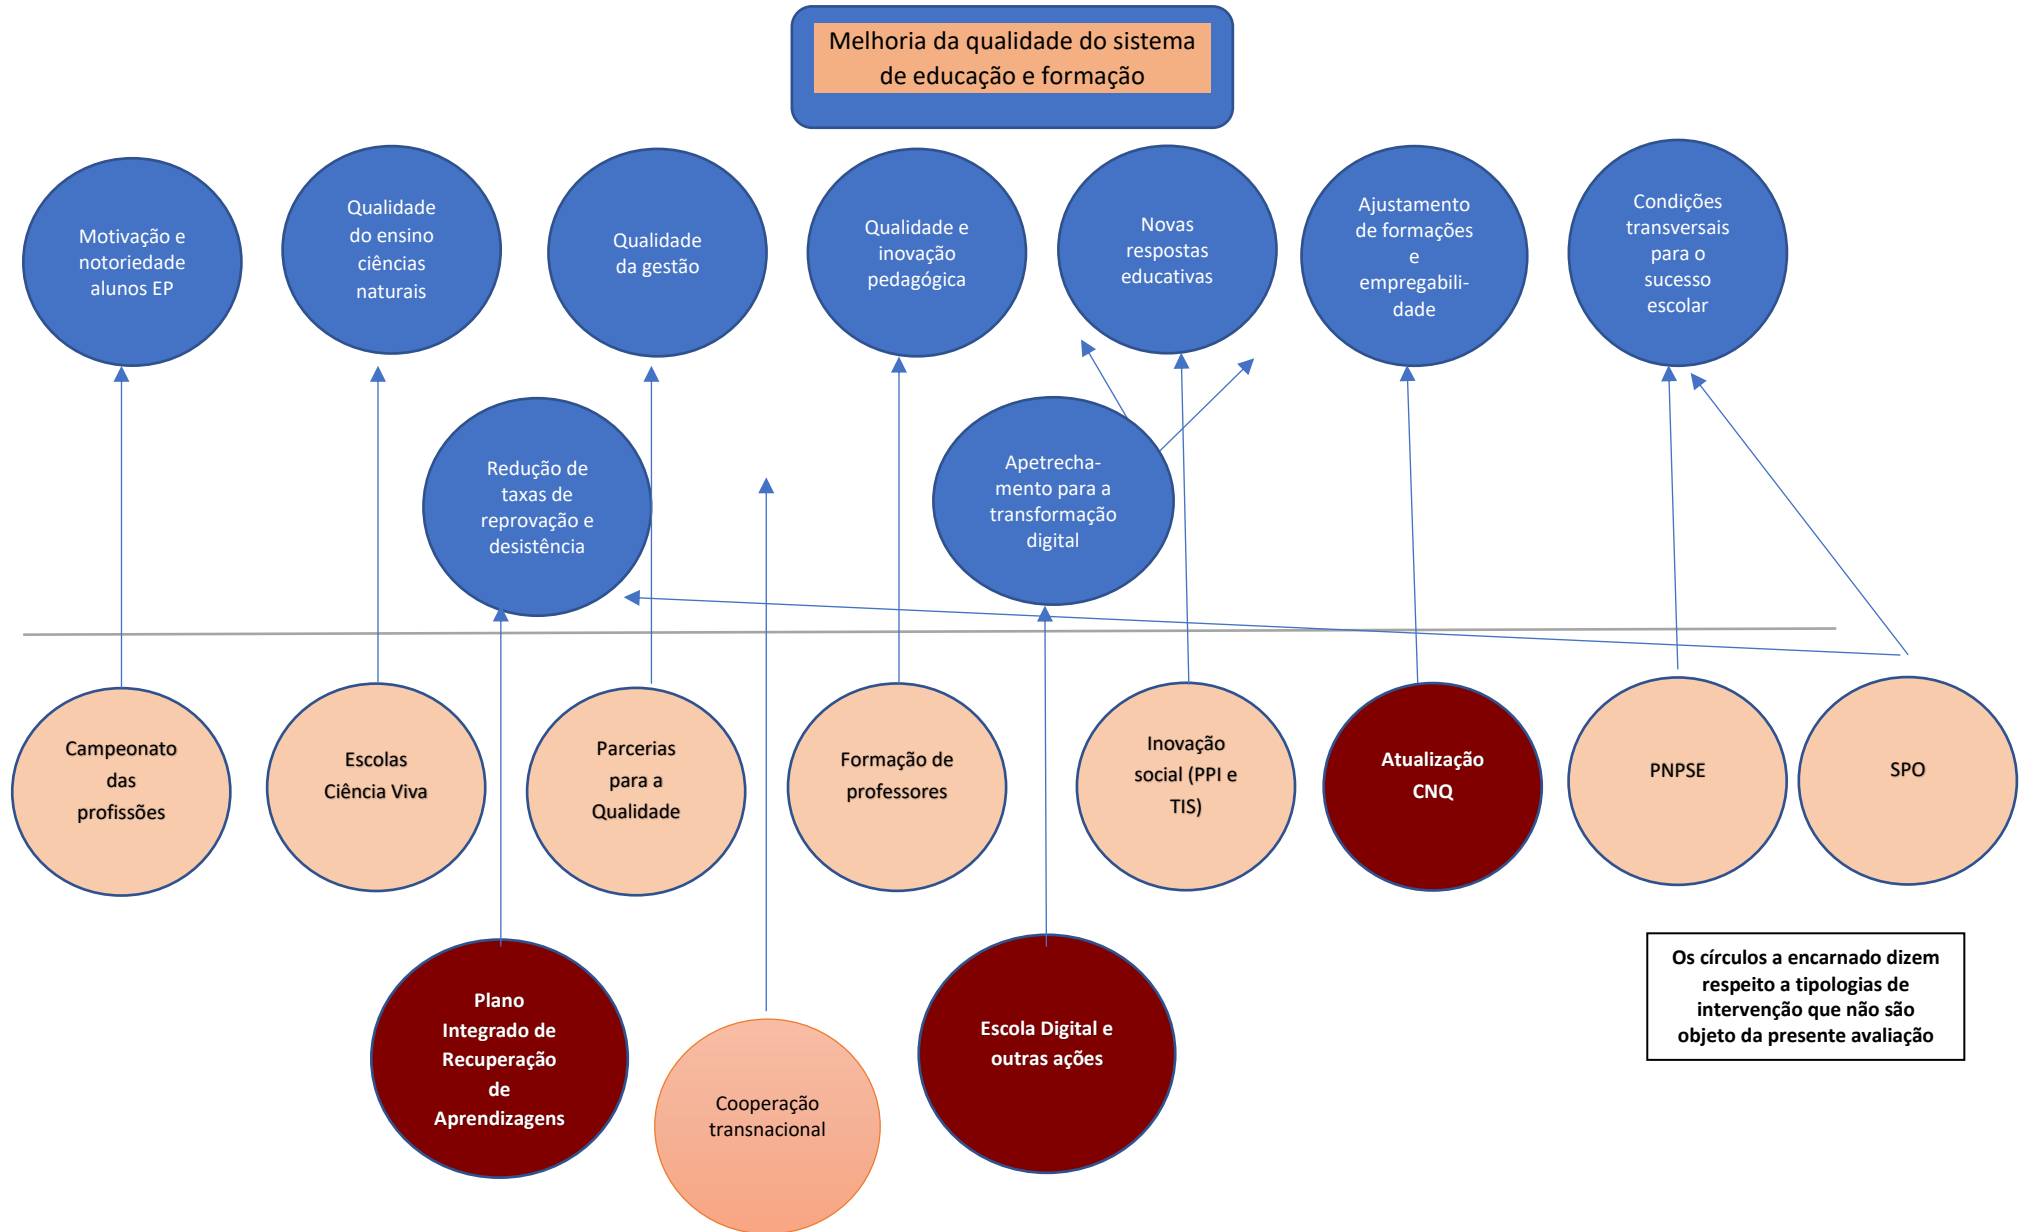 Melhoria da qualidade do sistema
de educação e formação
Motivação e
notoriedade
alunos EP
Qualidade
do ensino
ciências
naturais
Qualidade
da gestão
Qualidade e
inovação
pedagógica
Novas
respostas
educativas
Ajustamento
de formações
e
empregabili-
dade
Condições
transversais
para o
sucesso
escolar
Redução de
taxas de
reprovação e
desistência
Apetrecha-
mento para a
transformação
digital
Campeonato
das
profissões
Escolas
Ciência Viva
Parcerias
para a
Qualidade
Formação de
professores
Inovação
social (PPI e
TIS)
Atualização
CNQ
PNPSE
SPO
Plano
Integrado de
Recuperação
de
Aprendizagens
Cooperação
transnacional
Escola Digital e
outras ações
Os círculos a encarnado dizem
respeito a tipologias de
intervenção que não são
objeto da presente avaliação